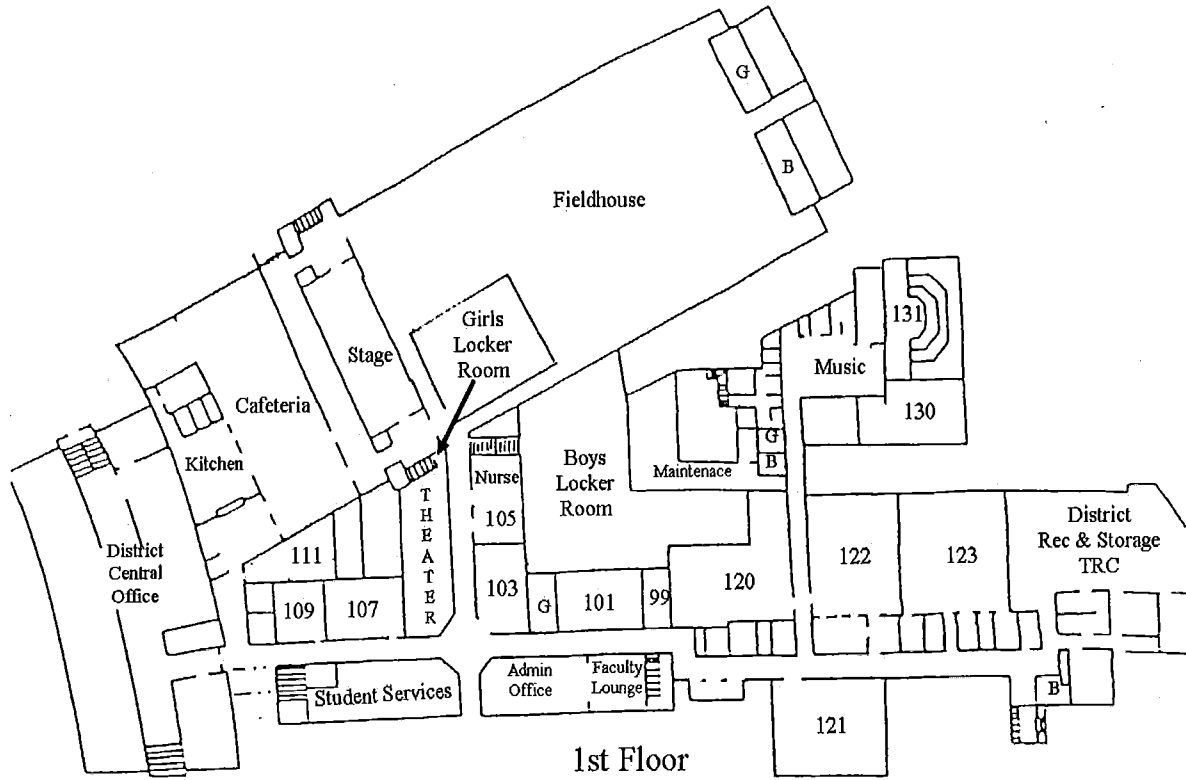 G
B
Fieldhouse
Girls
Locker
Room
Stage
131
Music
Cafeteria
130
Kitchen
G
B
Maintenace
Nurse
Boys
Locker
Room
THEATER
105
District
Central
Office
111
District
Rec & Storage
TRC
122
123
120
103
G
101
99
109
107
Student Services
Admin
Office
Faculty
Lounge
B
121
1st Floor